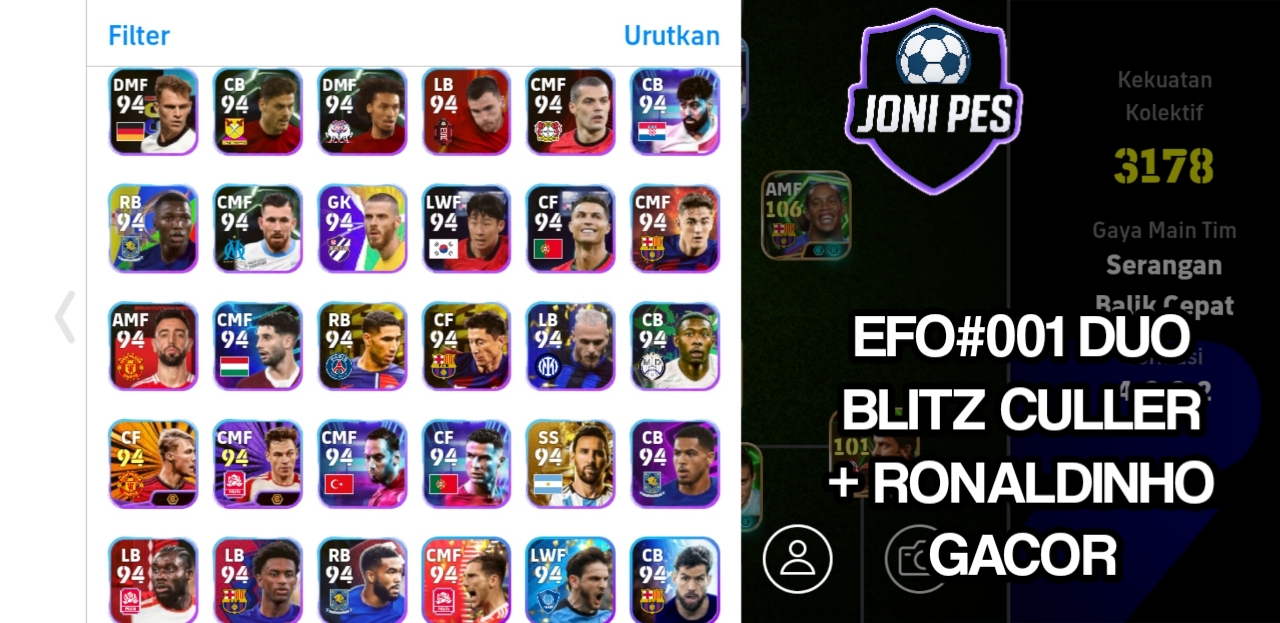 Filter
Urutkan
DMF 94
CB 94
DMF 94
LB 94
CMF 94
CB 94
RB 94
CMF 94
GK 94
LWF 94
CF 94
CMF 94
AMF 94
CMF 94
RB 94
CF 94
LB 94
CB 94
CF 94
CMF 94
CMF 94
CF 94
SS 94
CB 94
LB 94
LB 94
RB 94
CMF 94
LWF 94
CB 94
AMF
106
101
JONI PES
Kekuatan
Kolektif
3178
Gaya Main Tim
Serangan
Balik Cepat
EFO#001 DUO
BLITZ CULLER
+ RONALDINHO
GACOR